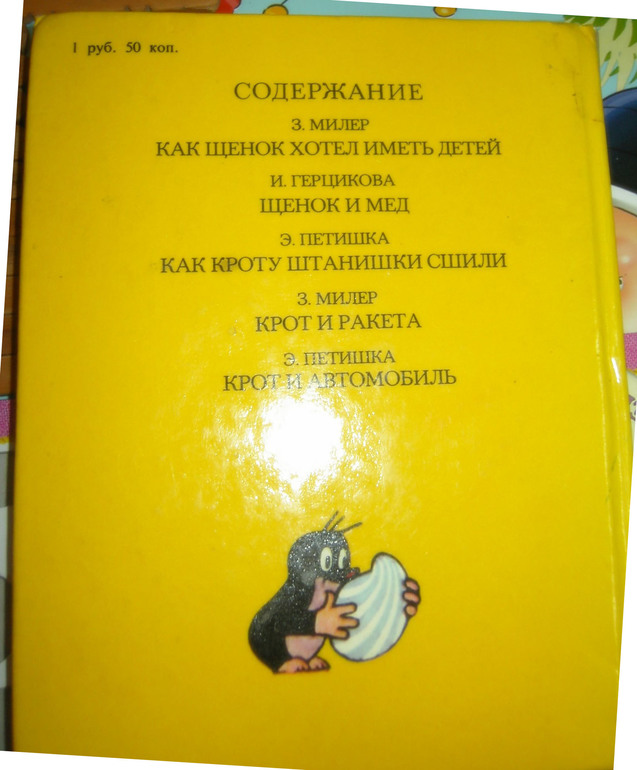 1 руб. 50 коп.
СОДЕРЖАНИЕ
З. МИЛЕР
КАК ЩЕНОК ХОТЕЛ ИМЕТЬ ДЕТЕЙ
И. ГЕРЦИКОВА
ЩЕНОК И МЕД
Э. ПЕТИШКА
КАК КРОТУ ШТАНИШКИ СШИЛИ
З. МИЛЕР
КРОТ И РАКЕТА
Э. ПЕТИШКА
КРОТ И АВТОМОБИЛЬ